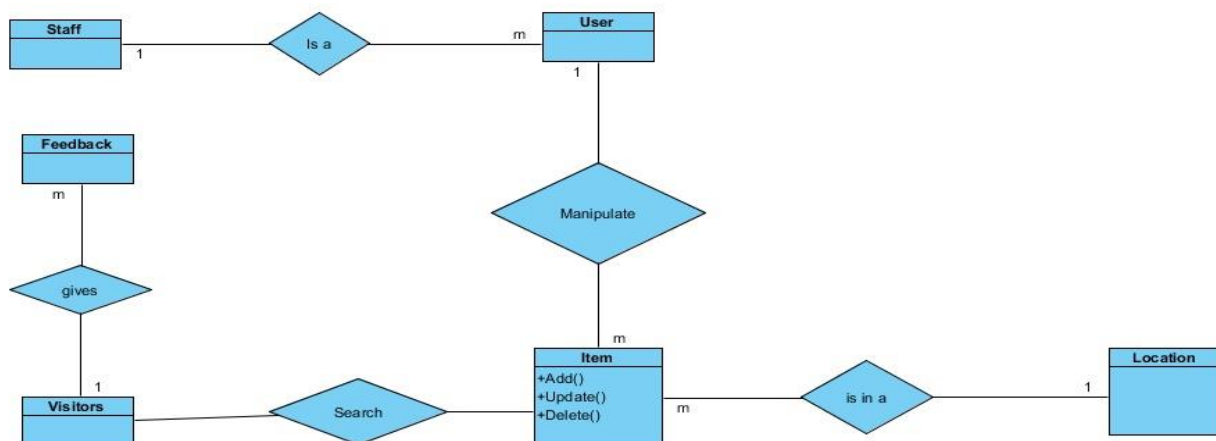 Staff
1
Is a
m
User
1
Feedback
m
gives
1
Visitors
Manipulate
m
Item
+Add()
+Update()
+Delete()
Search
m
is in a
1
Location